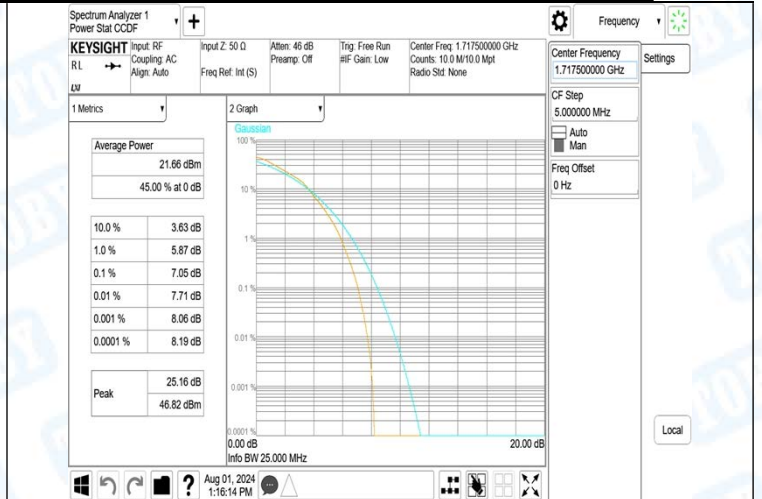 Spectrum Analyzer 1
Power Stat CCDF
Frequency
KEYSIGHT
RL
Input: RF
Coupling: AC
Align: Auto
Input Z: 50 Ω
Freq Ref: Int (S)
Atten: 46 dB
Preamp: Off
Trig: Free Run
#IF Gain: Low
Center Freq: 1.717500000 GHz
Counts: 10.0 M/10.0 Mpt
Radio Std: None
Center Frequency
1.717500000 GHz
Settings
CF Step
5.000000 MHz
Auto
Man
Freq Offset
0 Hz
1 Metrics
Average Power
21.66 dBm
45.00 % at 0 dB
10.0 % 3.63 dB
1.0 % 5.87 dB
0.1 % 7.05 dB
0.01 % 7.71 dB
0.001 % 8.06 dB
0.0001 % 8.19 dB
Peak
25.16 dB
46.82 dBm
2 Graph
Gaussian
100 %
10 %
1 %
0.1 %
0.01 %
0.001 %
0.0001 %
0.00 dB
20.00 dB
Info BW 25.000 MHz
Local
Aug 01, 2024
1:16:14 PM